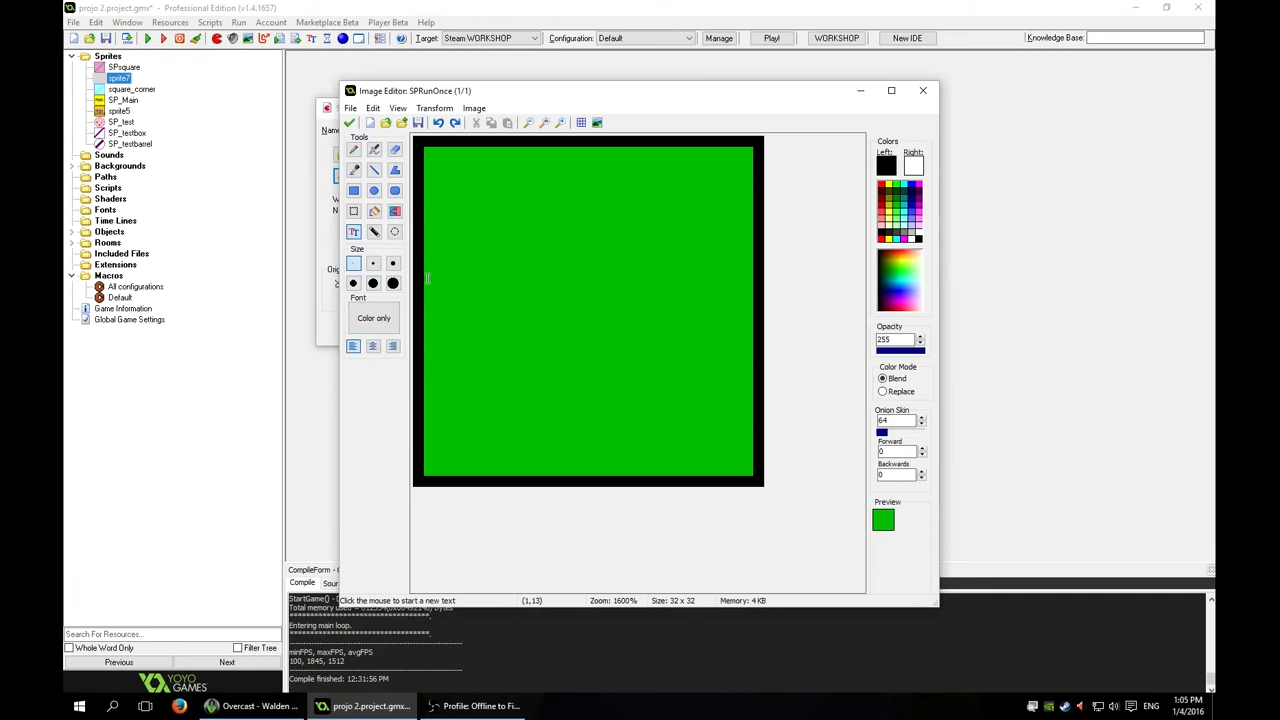 projo 2.project.gmx* - Professional Edition (v1.4.1657)
File Edit Window Resources Scripts Run Account Marketplace Beta Player Beta Help
Target: Steam WORKSHOP Configuration: Default Manage Play! WORKSHOP New IDE Knowledge Base:
Sprites
SPsquare
sprite7
square_corner
SP_Main
sprite5
SP_test
SP_testbox
SP_testbarrel
Sounds
Backgrounds
Paths
Scripts
Shaders
Fonts
Time Lines
Objects
Rooms
Included Files
Extensions
Macros
All configurations
Default
Game Information
Global Game Settings
Search For Resources...
Whole Word Only Filter Tree
Previous Next
YOYO
GAMES
Image Editor: SPRunOnce (1/1)
File Edit View Transform Image
Tools
Size
Font
Color only
Colors
Left: Right:
Opacity
255
Color Mode
Blend
Replace
Onion Skin
64
Forward
0
Backwards
0
Preview
Click the mouse to start a new text (1,13) Zoom: 1600% Size: 32 x 32 Memory: 4 KB
Compile
Entering main loop.
minFPS, maxFPS, avgFPS
100, 1845, 1512
Compile finished: 12:31:56 PM
Overcast - Walden ... projo 2.project.gmx... Profile: Offline to Fi...
ENG
1:05 PM
1/4/2016